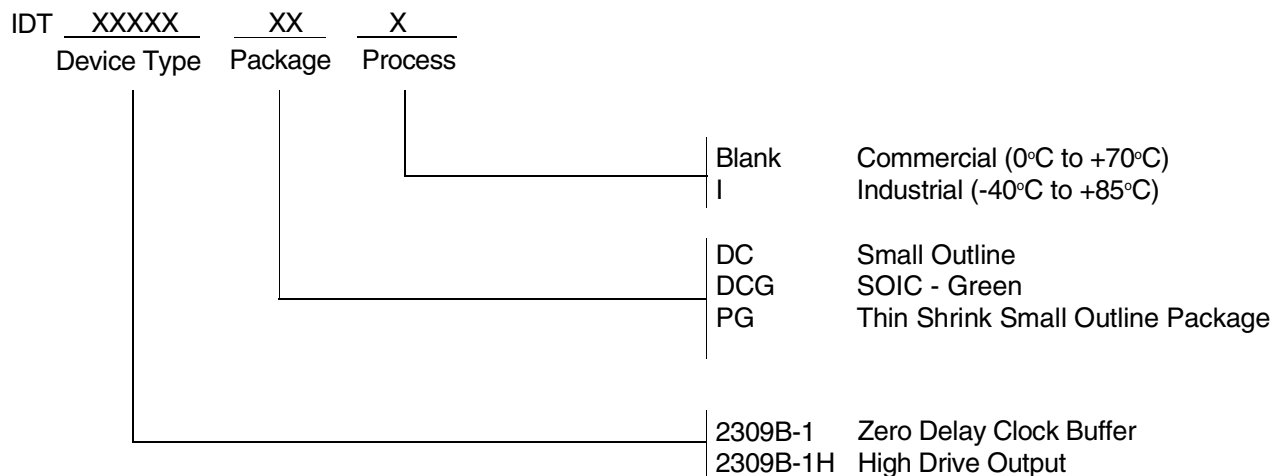 IDT XXXXX XX X
Device Type Package Process
Blank Commercial (0°C to +70°C)
I Industrial (-40°C to +85°C)
DC Small Outline
DCG SOIC - Green
PG Thin Shrink Small Outline Package
2309B-1 Zero Delay Clock Buffer
2309B-1H High Drive Output